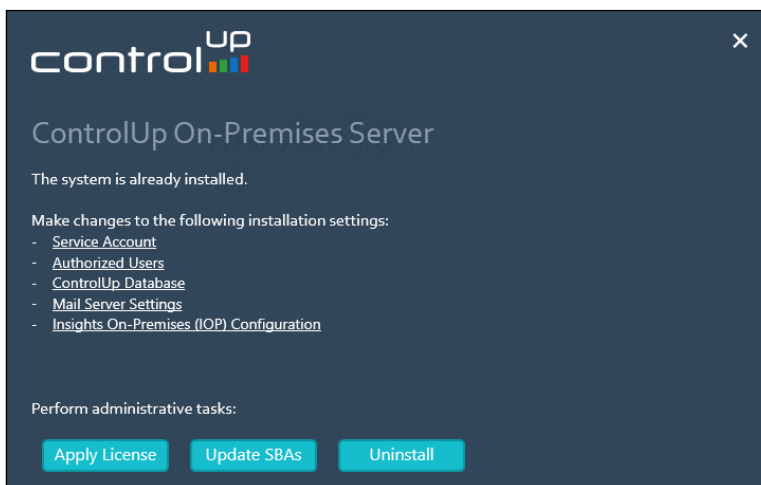 controlup
×
ControlUp On-Premises Server
The system is already installed.
Make changes to the following installation settings:
- Service Account
- Authorized Users
- ControlUp Database
- Mail Server Settings
- Insights On-Premises (IOP) Configuration
Perform administrative tasks:
Apply License Update SBAs Uninstall